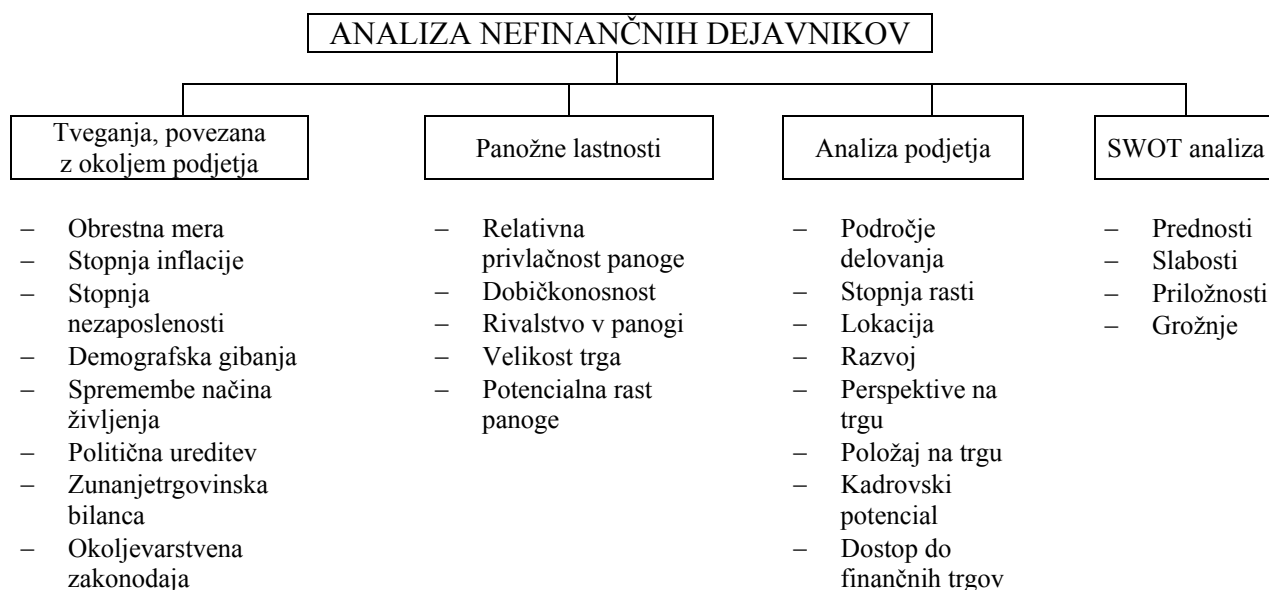 ANALIZA NEFINANČNIH DEJAVNIKOV
Tveganja, povezana
z okoljem podjetja
– Obrestna mera
– Stopnja inflacije
– Stopnja
nezaposlenosti
– Demografska gibanja
– Spremembe načina
življenja
– Politična ureditev
– Zunanjetrgovinska
bilanca
– Okoljevarstvena
zakonodaja
Panožne lastnosti
– Relativna
privlačnost panoge
– Dobičkonosnost
– Rivalstvo v panogi
– Velikost trga
– Potencialna rast
panoge
Analiza podjetja
– Področje
delovanja
– Stopnja rasti
– Lokacija
– Razvoj
– Perspektive na
trgu
– Položaj na trgu
– Kadrovski
potencial
– Dostop do
finančnih trgov
SWOT analiza
– Prednosti
– Slabosti
– Priložnosti
– Grožnje